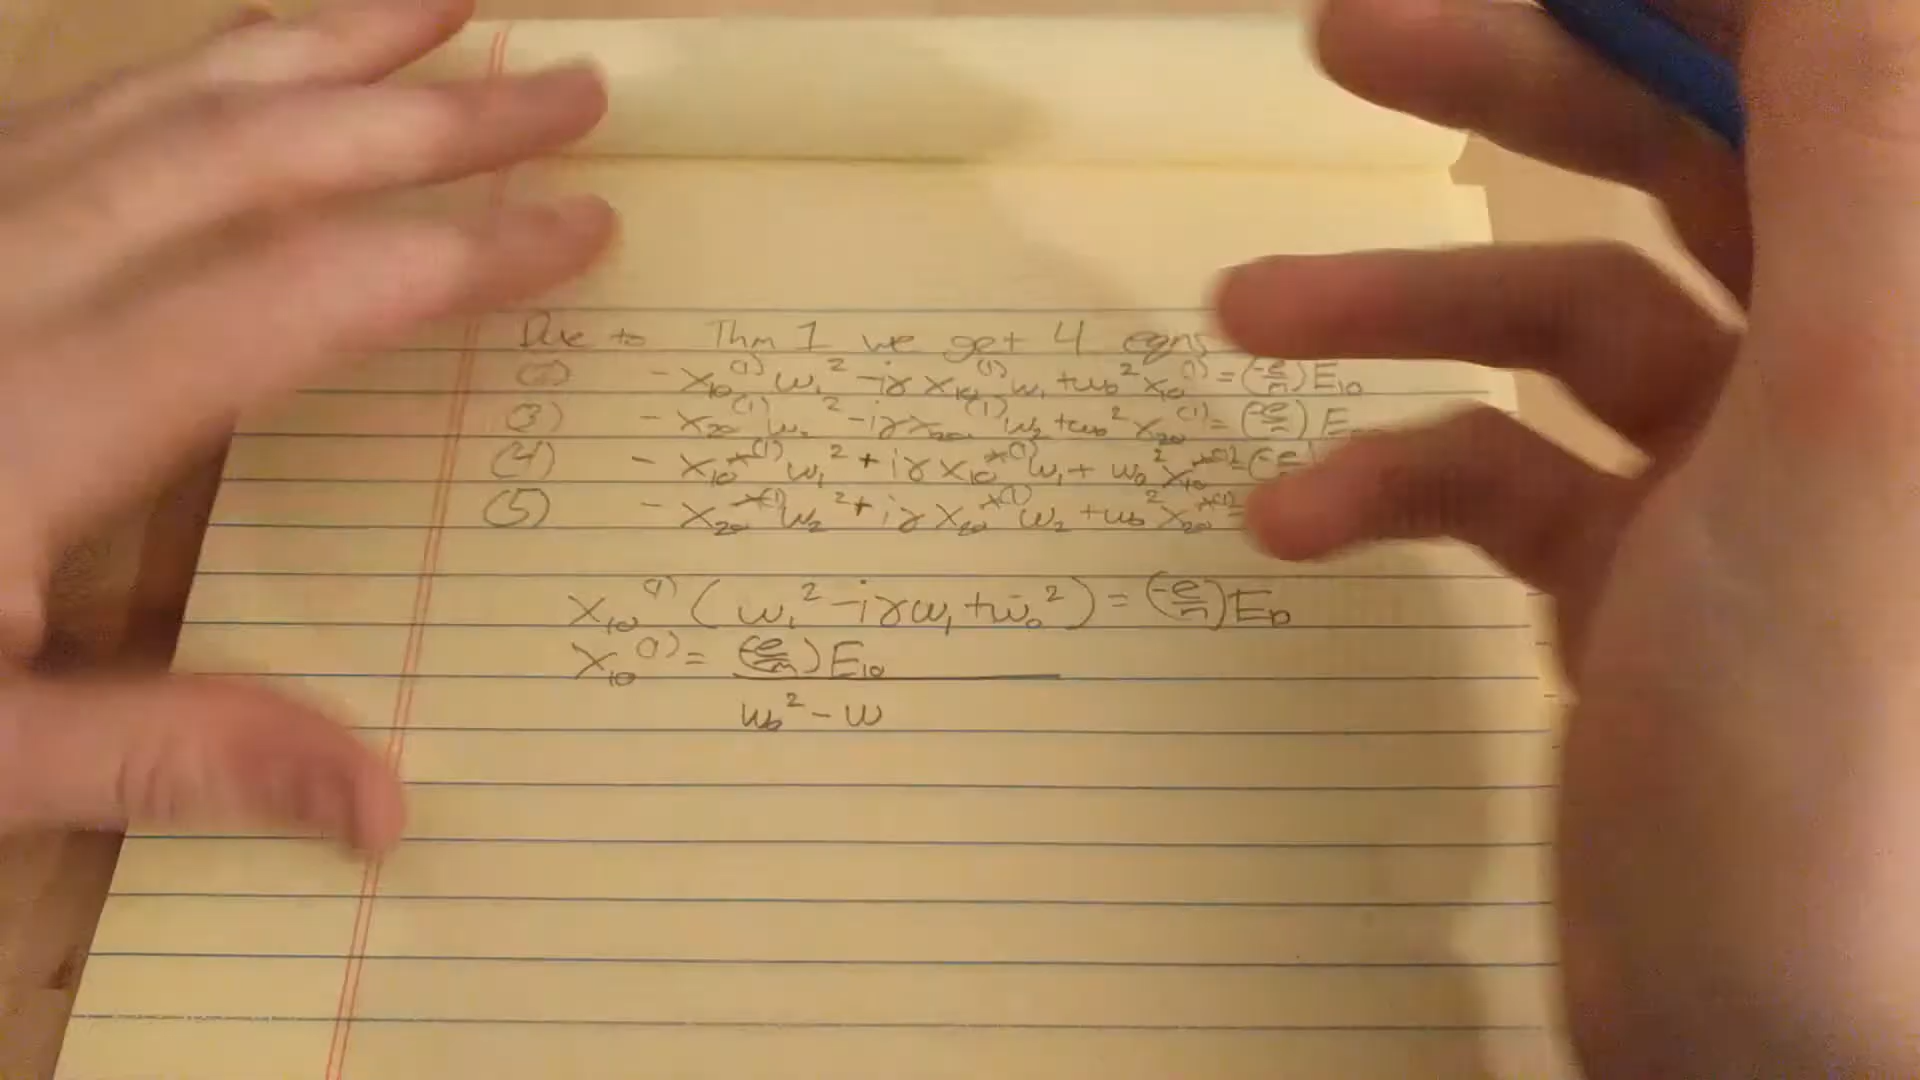 Due to Thm 1 we get 4 eqns
(2) - x₁₀⁽¹⁾ω₁² - iγ x₁₀⁽¹⁾ω₁ + ω₀² x₁₀⁽¹⁾ = (-e/m) E₁₀
(3) - x₂₀⁽¹⁾ω₂² - iγ x₂₀⁽¹⁾ω₂ + ω₀² x₂₀⁽¹⁾ = (-e/m) E
(4) - x₁₀*⁽¹⁾ω₁² + iγ x₁₀*⁽¹⁾ω₁ + ω₀² x₁₀*⁽¹⁾ = (-e
(5) - x₂₀*⁽¹⁾ω₂² + iγ x₂₀*⁽¹⁾ω₂ + ω₀² x₂₀*⁽¹⁾ =
x₁₀⁽¹⁾ ( ω₁² - iγω₁ + ω₀² ) = (-e/m) E₁₀
x₁₀⁽¹⁾ = (-e/m) E₁₀
ω₀² - ω